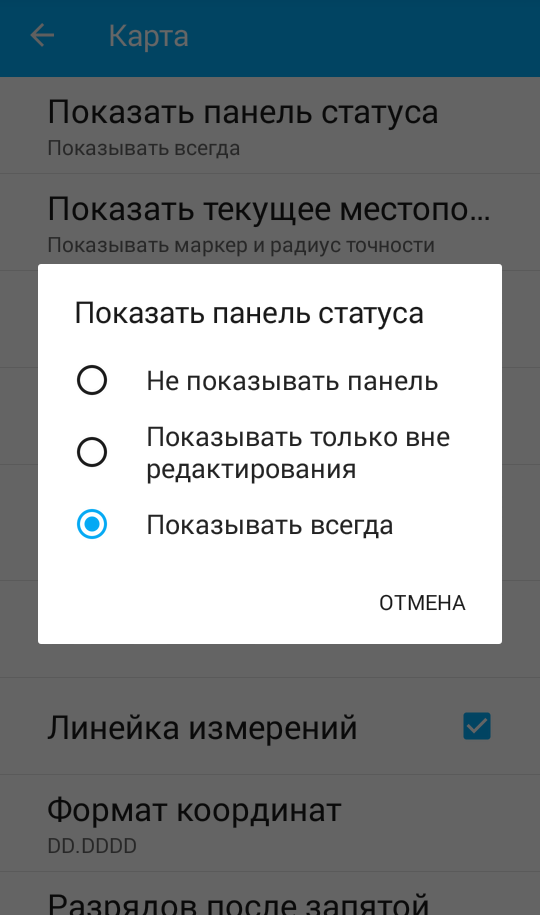 Карта
Показать панель статуса
Показывать всегда
Показать текущее местопо...
Показывать маркер и радиус точности
Показать панель статуса
Не показывать панель
Показывать только вне
редактирования
Показывать всегда
ОТМЕНА
Линейка измерений
Формат координат
DD.DDDD
Разрядов после запятой